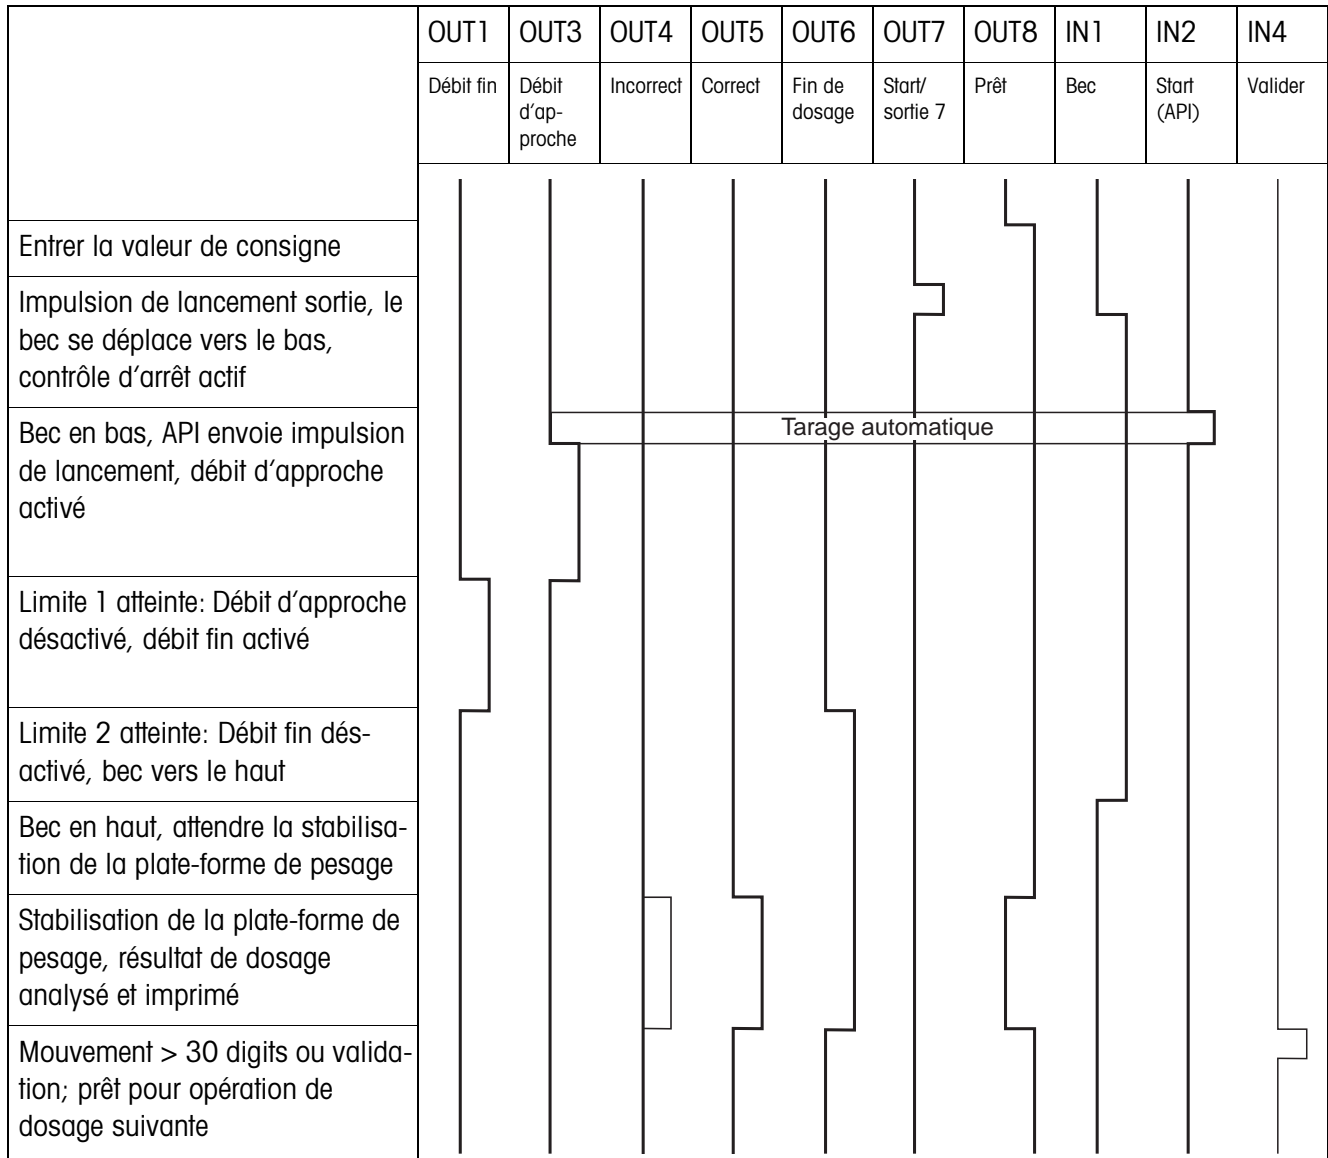 OUT1 OUT3 OUT4 OUT5 OUT6 OUT7 OUT8 IN1 IN2 IN4
Débit fin
Débit
d'ap-
proche
Incorrect
Correct
Fin de
dosage
Start/
sortie 7
Prêt
Bec
Start
(API)
Valider
Entrer la valeur de consigne
Impulsion de lancement sortie, le
bec se déplace vers le bas,
contrôle d'arrêt actif
Bec en bas, API envoie impulsion
de lancement, débit d'approche
activé
Tarage automatique
Limite 1 atteinte: Débit d'approche
désactivé, débit fin activé
Limite 2 atteinte: Débit fin dés-
activé, bec vers le haut
Bec en haut, attendre la stabilisa-
tion de la plate-forme de pesage
Stabilisation de la plate-forme de
pesage, résultat de dosage
analysé et imprimé
Mouvement > 30 digits ou valida-
tion; prêt pour opération de
dosage suivante